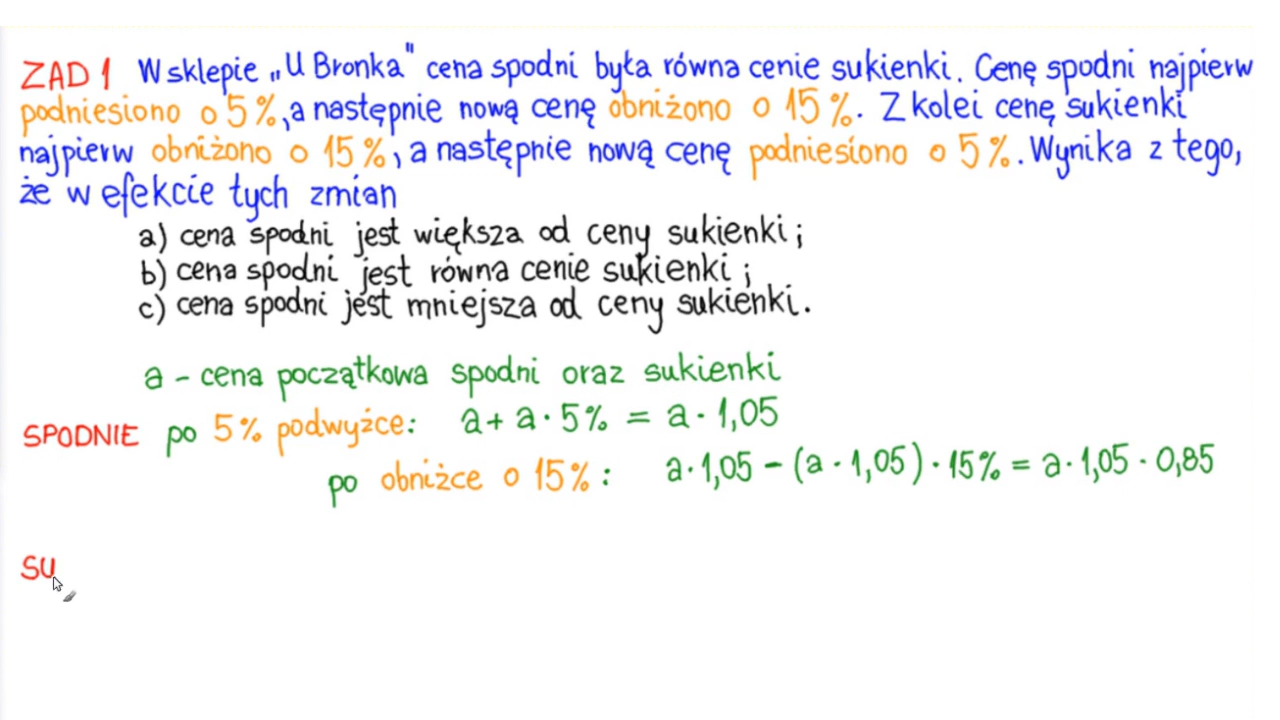 ZAD 1 W sklepie „U Bronka" cena spodni była równa cenie sukienki. Cenę spodni najpierw
podniesiono o 5%, a następnie nową cenę obniżono o 15%. Z kolei cenę sukienki
najpierw obniżono o 15%, a następnie nową cenę podniesiono o 5%. Wynika z tego,
że w efekcie tych zmian
a) cena spodni jest większa od ceny sukienki;
b) cena spodni jest równa cenie sukienki;
c) cena spodni jest mniejsza od ceny sukienki.
a - cena początkowa spodni oraz sukienki
SPODNIE po 5% podwyżce: a + a · 5% = a · 1,05
po obniżce o 15%: a · 1,05 - (a · 1,05) · 15% = a · 1,05 · 0,85
SU